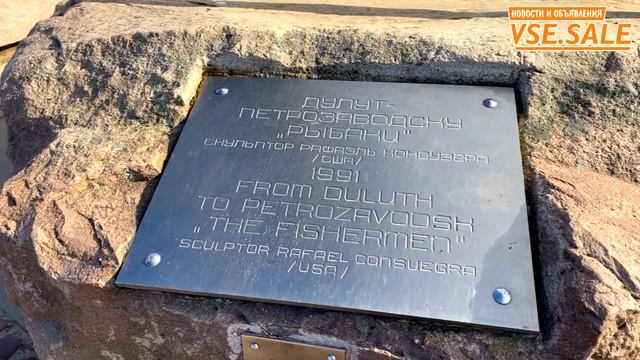 НОВОСТИ И ОБЪЯВЛЕНИЯ
VSE.SALE
ДУЛУТ-
ПЕТРОЗАВОДСКУ
„РЫБАКИ"
СКУЛЬПТОР РАФАЭЛЬ КОНСУЭГРА
/США/
1991
FROM DULUTH
TO PETROZAVODSK
„THE FISHERMEN"
SCULPTOR RAFAEL CONSUEGRA
/USA/